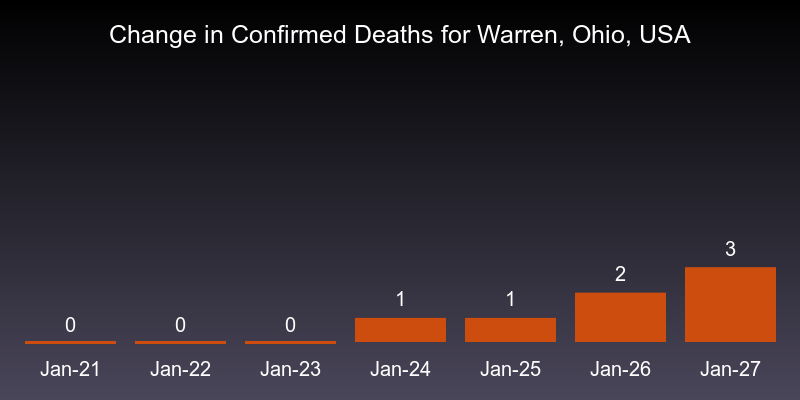 Change in Confirmed Deaths for Warren, Ohio, USA
0 0 0 1 1 2 3
Jan-21 Jan-22 Jan-23 Jan-24 Jan-25 Jan-26 Jan-27